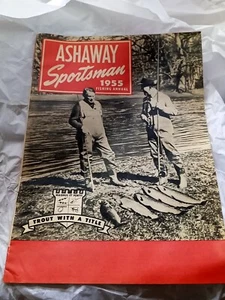 ASHAWAY
Sportsman
1955
FISHING ANNUAL
TROUT WITH A TITLE